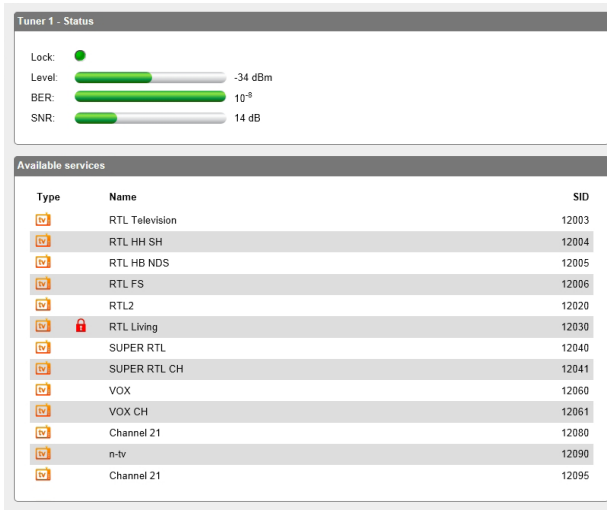 Tuner 1 - Status
Lock:
Level: -34 dBm
BER: 10⁻⁹
SNR: 14 dB
Available services
Type Name SID
tv RTL Television 12003
tv RTL HH SH 12004
tv RTL HB NDS 12005
tv RTL FS 12006
tv RTL2 12020
tv RTL Living 12030
tv SUPER RTL 12040
tv SUPER RTL CH 12041
tv VOX 12060
tv VOX CH 12061
tv Channel 21 12080
tv n-tv 12090
tv Channel 21 12095